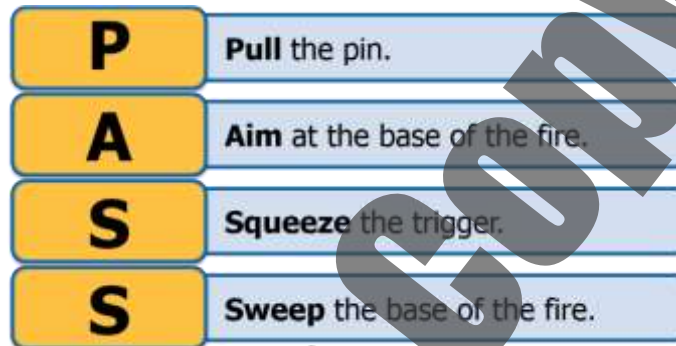 P
Pull the pin.
A
Aim at the base of the fire.
S
Squeeze the trigger.
S
Sweep the base of the fire.